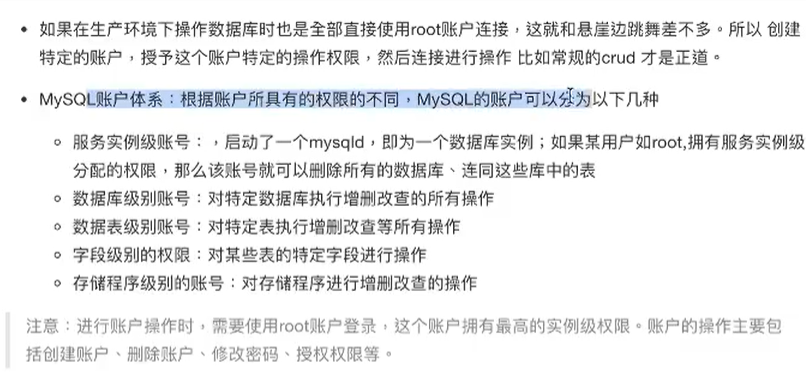 如果在生产环境下操作数据库时也是全部直接使用root账户连接，这就和悬崖边跳舞差不多。所以 创建
特定的账户，授予这个账户特定的操作权限，然后连接进行操作 比如常规的crud 才是正道。
MySQL账户体系：根据账户所具有的权限的不同，MySQL的账户可以分为以下几种
服务实例级账号：，启动了一个mysqld，即为一个数据库实例；如果某用户如root,拥有服务实例级
分配的权限，那么该账号就可以删除所有的数据库、连同这些库中的表
数据库级别账号：对特定数据库执行增删改查的所有操作
数据表级别账号：对特定表执行增删改查等所有操作
字段级别的权限：对某些表的特定字段进行操作
存储程序级别的账号：对存储程序进行增删改查的操作
注意：进行账户操作时，需要使用root账户登录，这个账户拥有最高的实例级权限。账户的操作主要包
括创建账户、删除账户、修改密码、授权权限等。